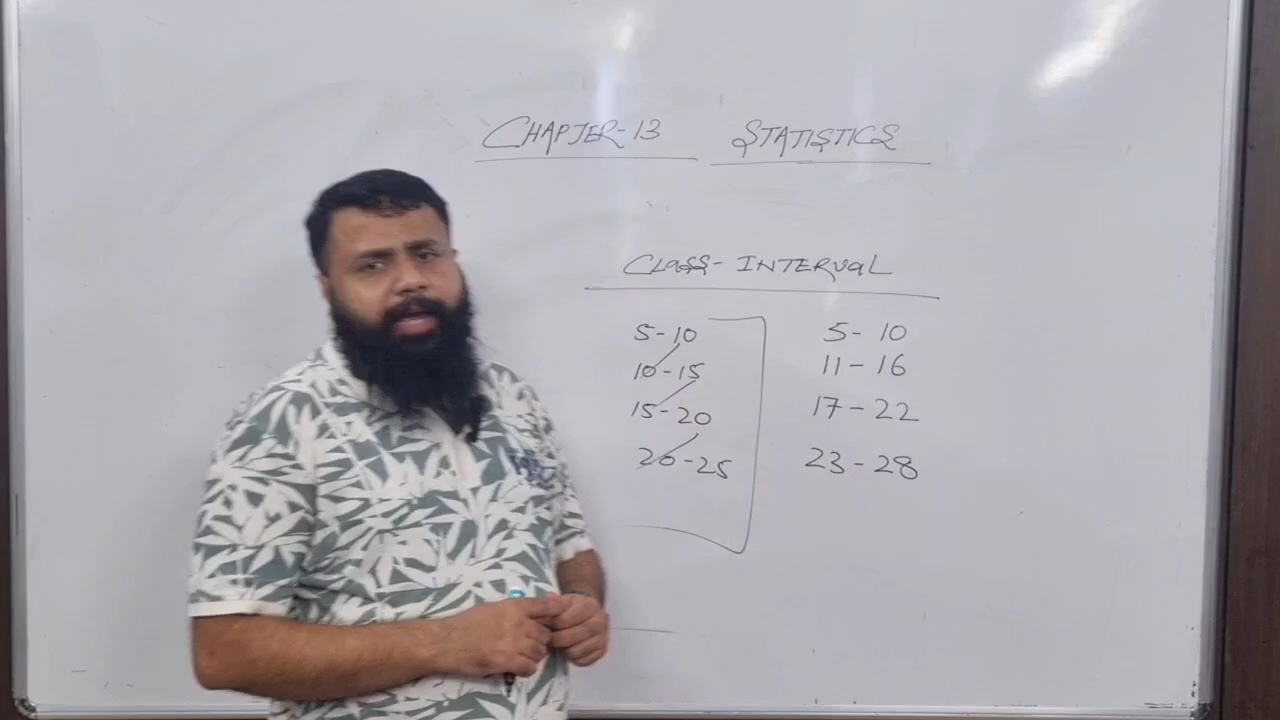 CHAPTER-13 STATISTICS
CLASS-INTERVAL
5-10 5-10
10-15 11-16
15-20 17-22
20-25 23-28